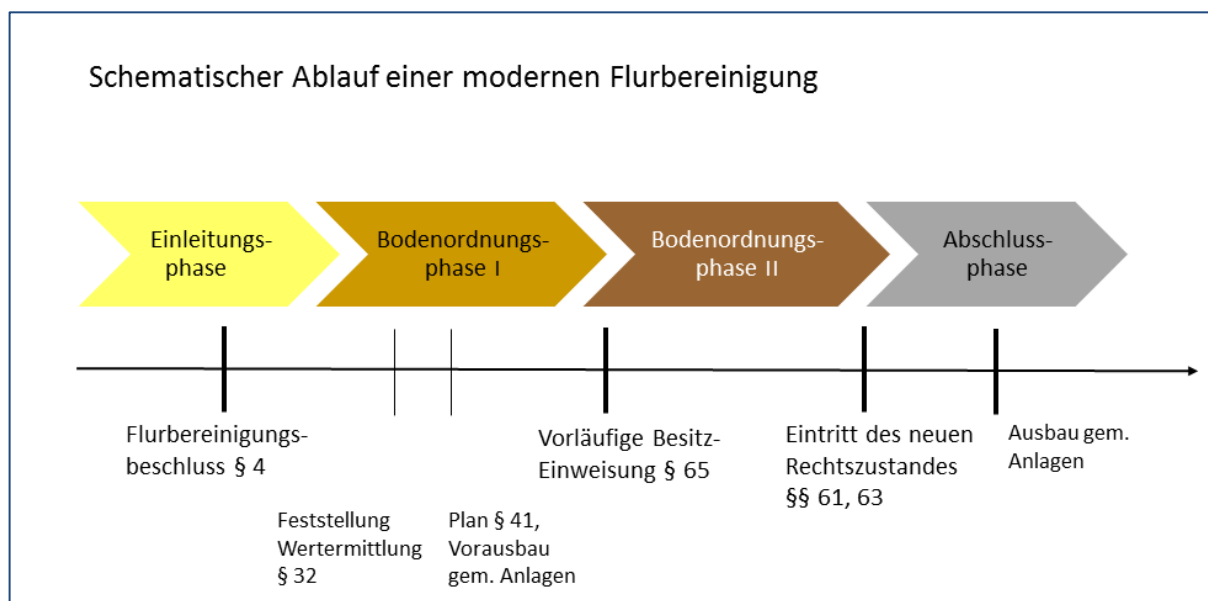 Schematischer Ablauf einer modernen Flurbereinigung
Einleitungs-
phase
Bodenordnungs-
phase I
Bodenordnungs-
phase II
Abschluss-
phase
Flurbereinigungs-
beschluss § 4
Feststellung
Wertermittlung
§ 32
Plan § 41,
Vorausbau
gem. Anlagen
Vorläufige Besitz-
Einweisung § 65
Eintritt des neuen
Rechtszustandes
§§ 61, 63
Ausbau gem.
Anlagen